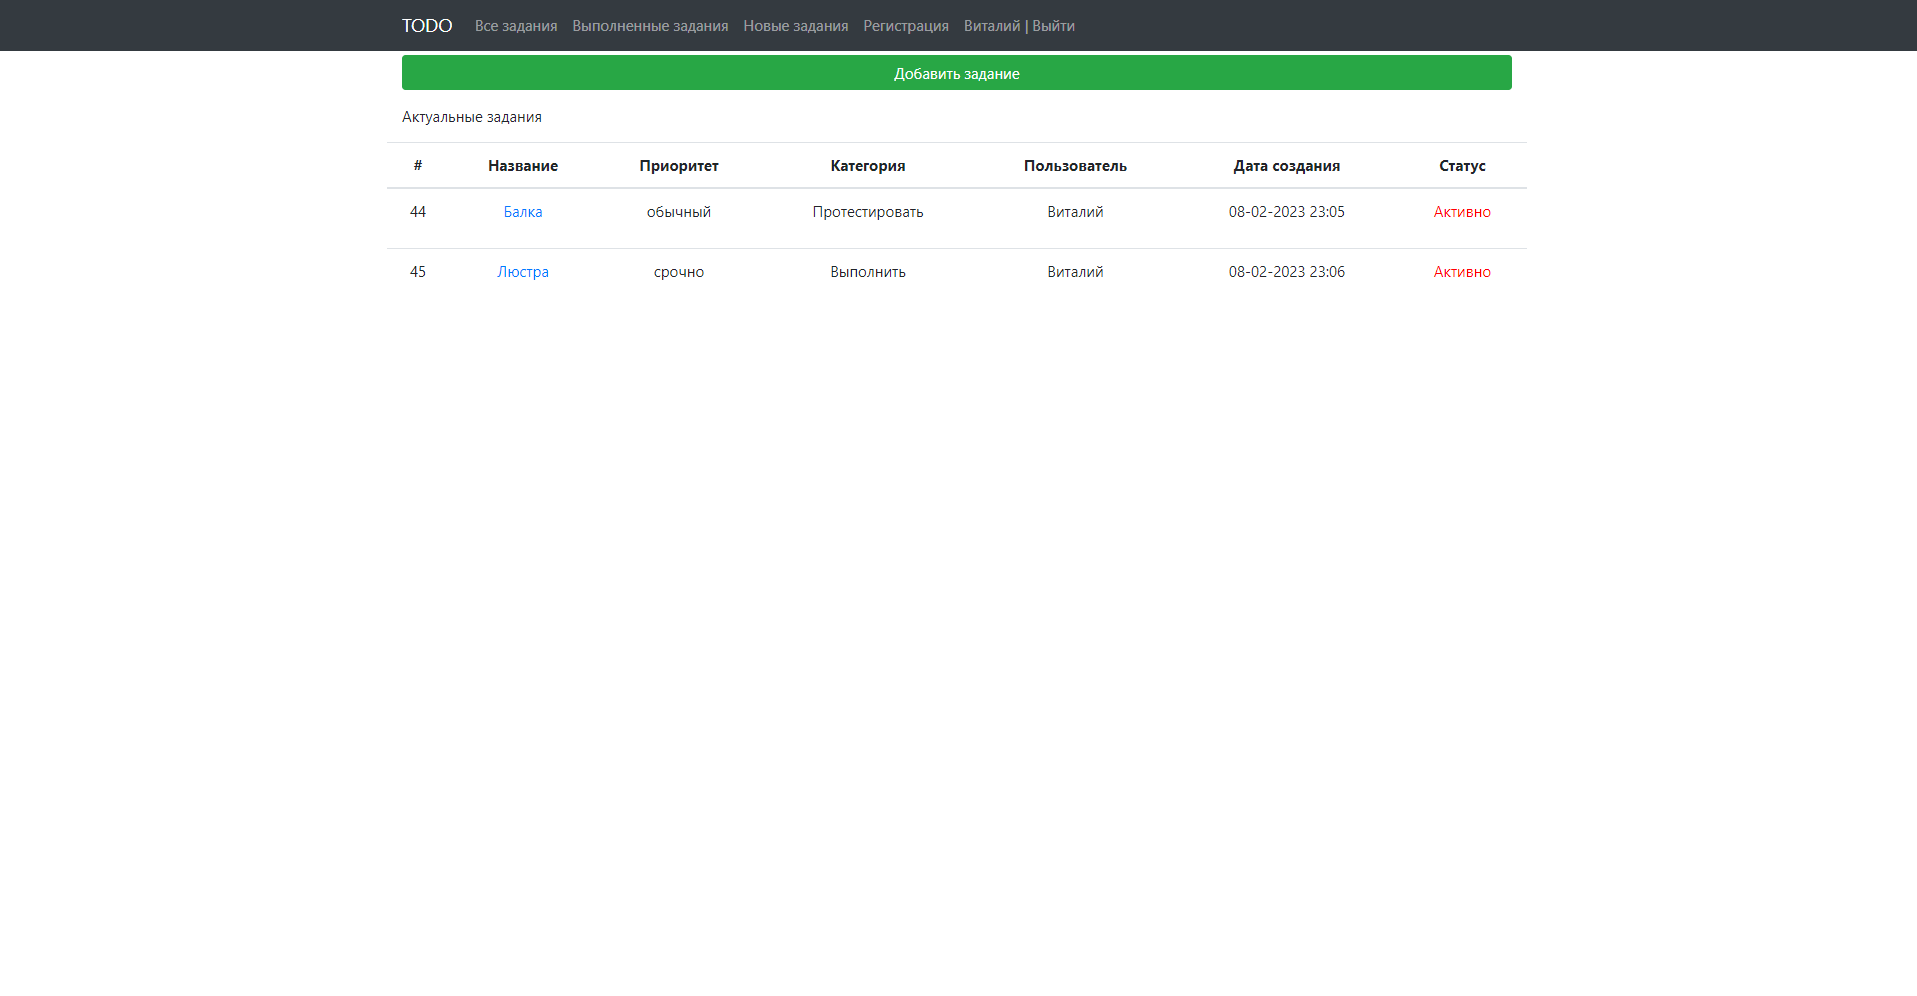 TODO Все задания Выполненные задания Новые задания Регистрация Виталий | Выйти
Добавить задание
Актуальные задания
# Название Приоритет Категория Пользователь Дата создания Статус
44 Балка обычный Протестировать Виталий 08-02-2023 23:05 Активно
45 Люстра срочно Выполнить Виталий 08-02-2023 23:06 Активно